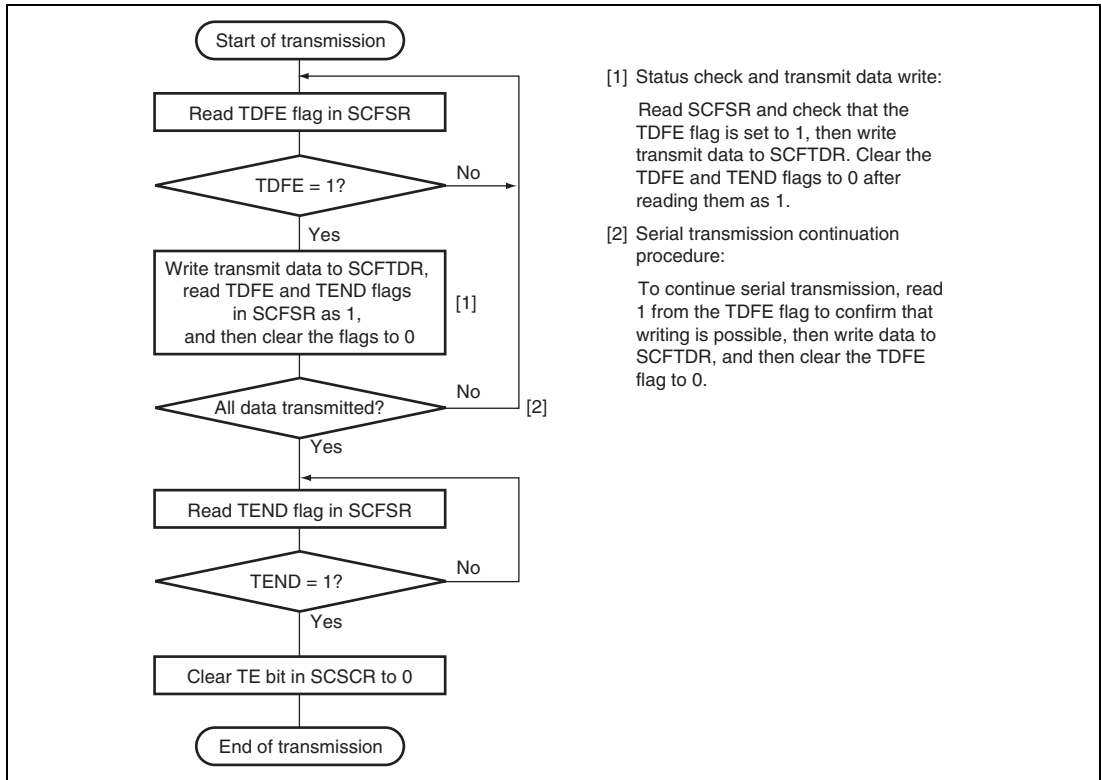 Start of transmission
Read TDFE flag in SCFSR
TDFE = 1?
No
Yes
Write transmit data to SCFTDR,
read TDFE and TEND flags
in SCFSR as 1,
and then clear the flags to 0
[1]
All data transmitted?
No
[2]
Yes
Read TEND flag in SCFSR
TEND = 1?
No
Yes
Clear TE bit in SCSCR to 0
End of transmission
[1] Status check and transmit data write:
Read SCFSR and check that the
TDFE flag is set to 1, then write
transmit data to SCFTDR. Clear the
TDFE and TEND flags to 0 after
reading them as 1.
[2] Serial transmission continuation
procedure:
To continue serial transmission, read
1 from the TDFE flag to confirm that
writing is possible, then write data to
SCFTDR, and then clear the TDFE
flag to 0.